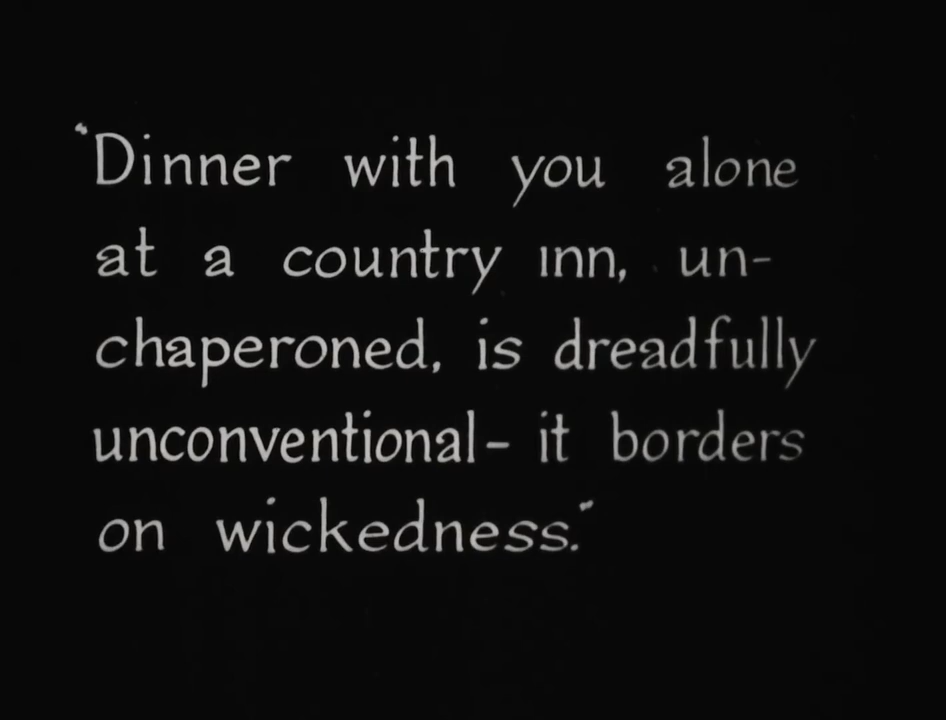 "Dinner with you alone
at a country inn, un-
chaperoned, is dreadfully
unconventional- it borders
on wickedness."